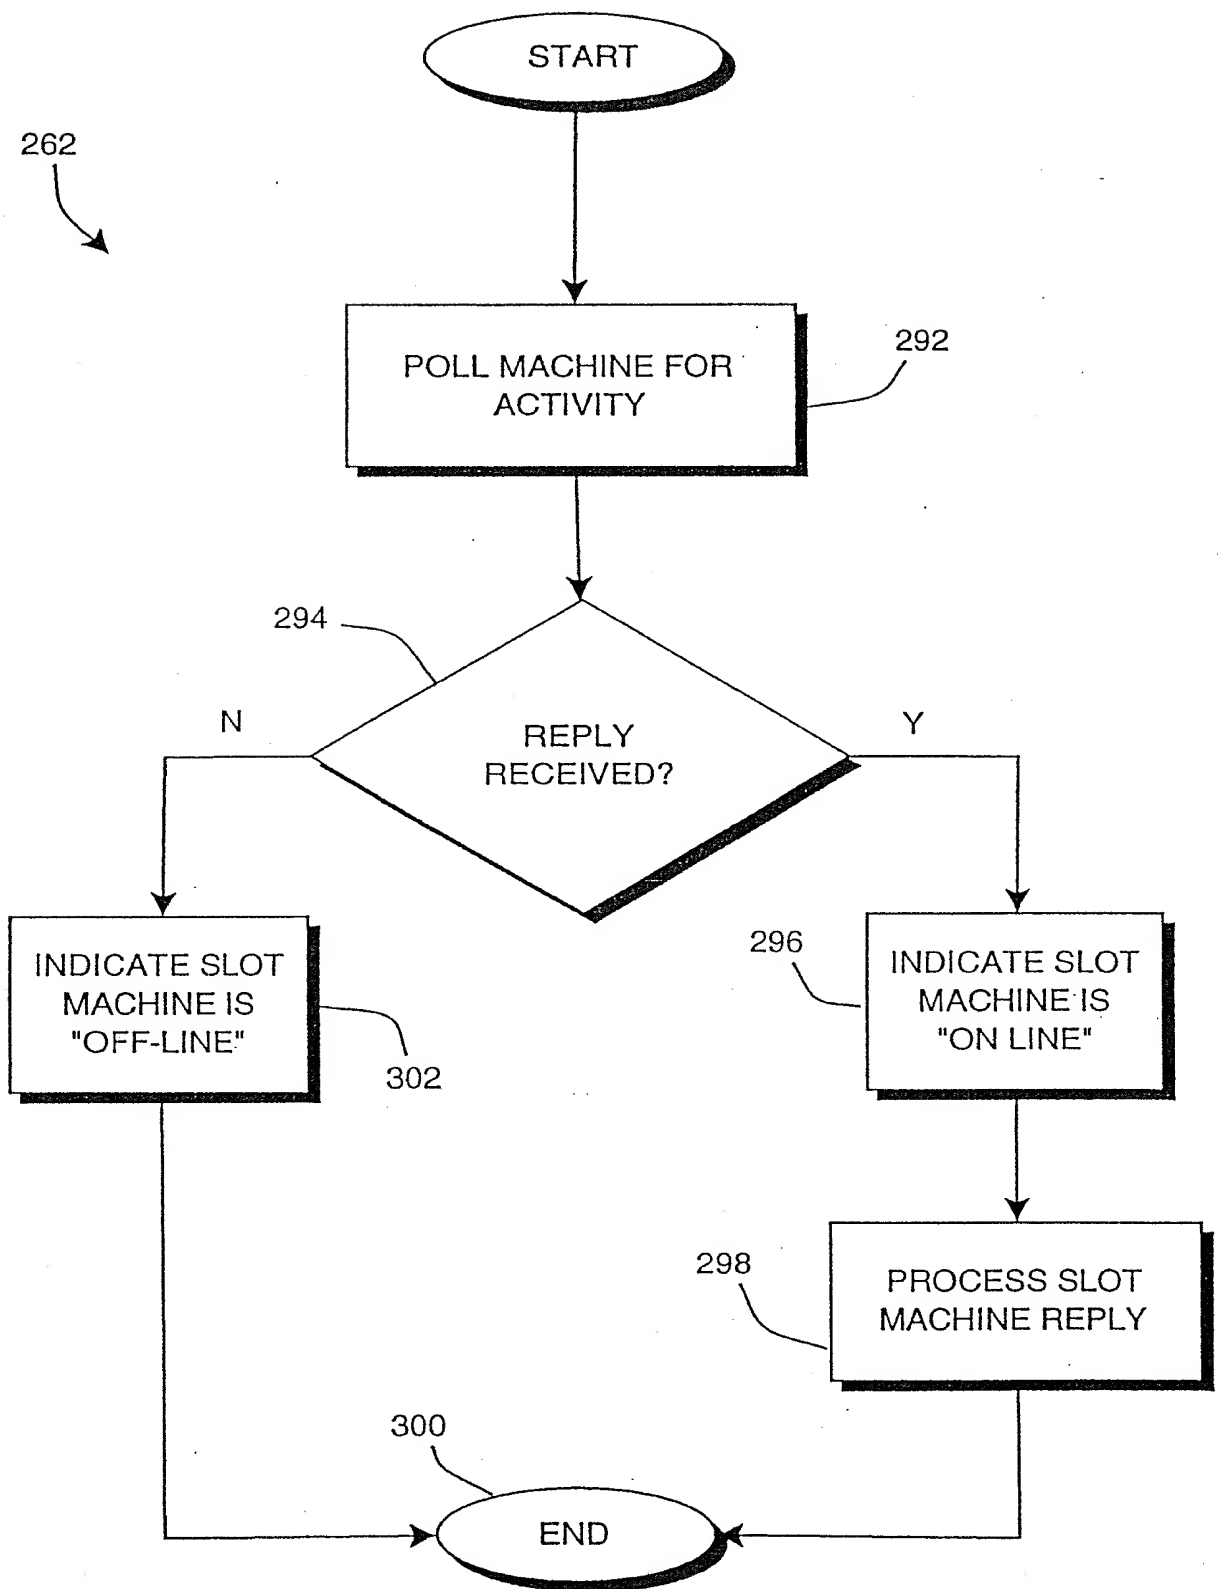 START
262
POLL MACHINE FOR
ACTIVITY
292
294
N
REPLY
RECEIVED?
Y
INDICATE SLOT
MACHINE IS
"OFF-LINE"
302
296
INDICATE SLOT
MACHINE IS
"ON LINE"
298
PROCESS SLOT
MACHINE REPLY
300
END